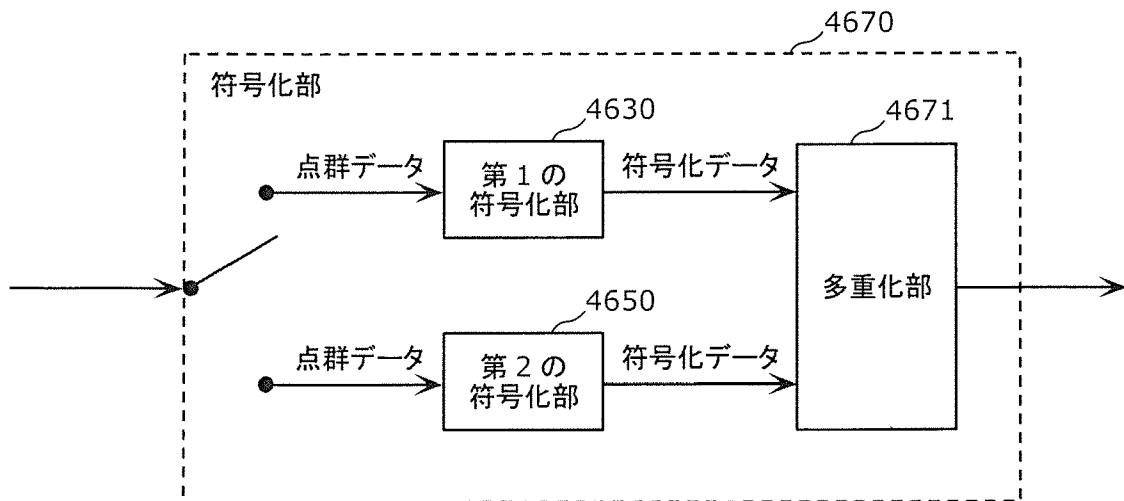 4670
符号化部
4630
4671
点群データ
第1の
符号化部
符号化データ
多重化部
4650
点群データ
第2の
符号化部
符号化データ